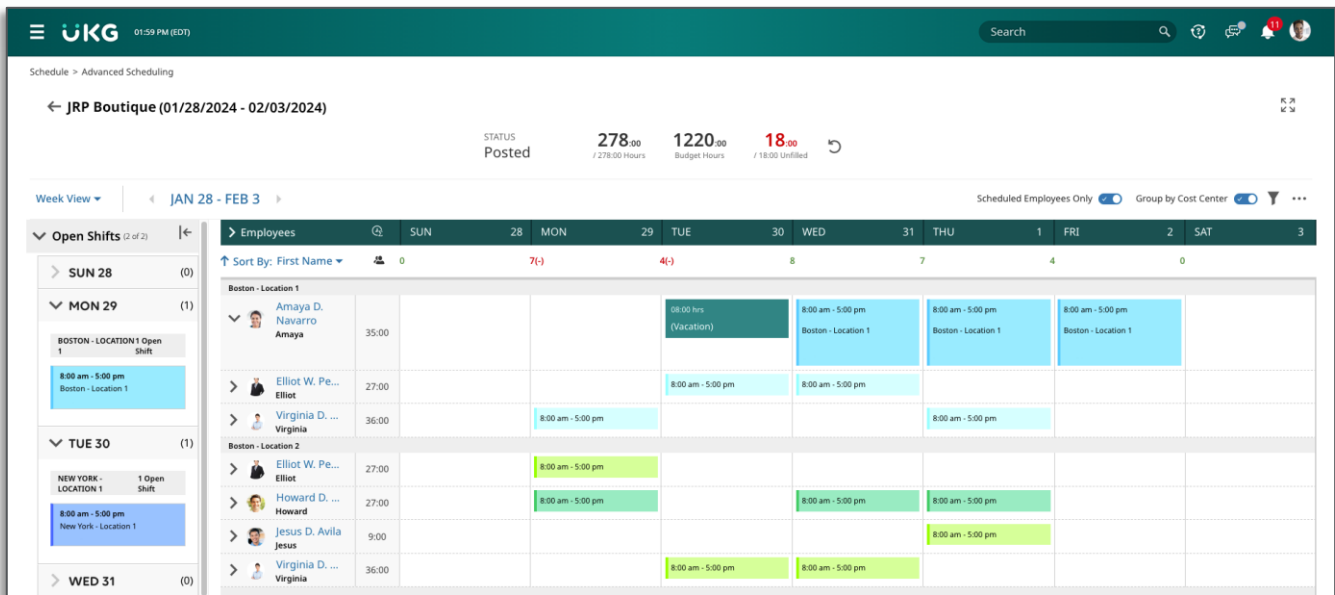 UKG 01:59 PM (EDT) Search 11
Schedule > Advanced Scheduling
JRP Boutique (01/28/2024 - 02/03/2024)
STATUS
Posted
278:00
/ 278:00 Hours
1220:00
Budget Hours
18:00
/ 18:00 Unfilled
Week View JAN 28 - FEB 3 Scheduled Employees Only Group by Cost Center
Open Shifts (2 of 2)
SUN 28 (0)
MON 29 (1)
BOSTON - LOCATION 1 Open
1 Shift
8:00 am - 5:00 pm
Boston - Location 1
TUE 30 (1)
NEW YORK - 1 Open
LOCATION 1 Shift
8:00 am - 5:00 pm
New York - Location 1
WED 31 (0)
Employees SUN 28 MON 29 TUE 30 WED 31 THU 1 FRI 2 SAT 3
Sort By: First Name 0 7(-) 4(-) 8 7 4 0
Boston - Location 1
Amaya D.
Navarro
Amaya
35:00
08:00 hrs
(Vacation)
8:00 am - 5:00 pm
Boston - Location 1
8:00 am - 5:00 pm
Boston - Location 1
8:00 am - 5:00 pm
Boston - Location 1
Elliot W. Pe...
Elliot
27:00 8:00 am - 5:00 pm 8:00 am - 5:00 pm
Virginia D. ...
Virginia
36:00 8:00 am - 5:00 pm 8:00 am - 5:00 pm
Boston - Location 2
Elliot W. Pe...
Elliot
27:00 8:00 am - 5:00 pm
Howard D. ...
Howard
27:00 8:00 am - 5:00 pm 8:00 am - 5:00 pm 8:00 am - 5:00 pm
Jesus D. Avila
Jesus
9:00 8:00 am - 5:00 pm
Virginia D. ...
Virginia
36:00 8:00 am - 5:00 pm 8:00 am - 5:00 pm